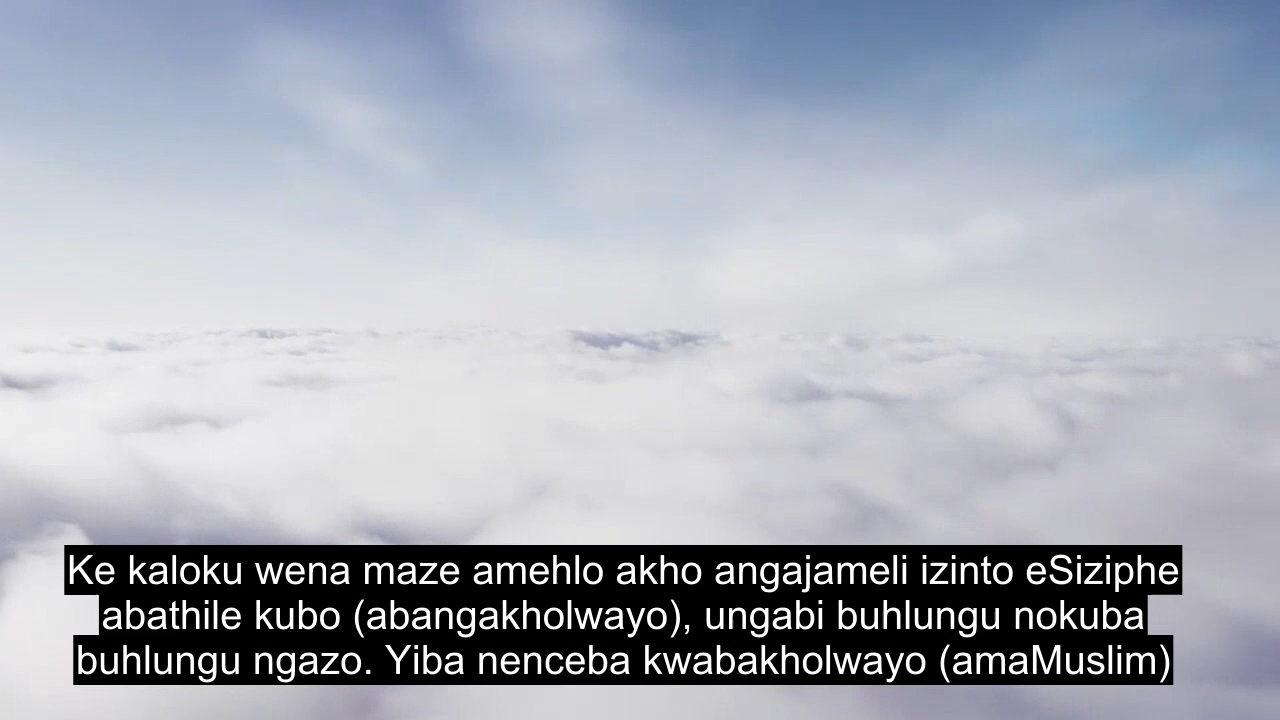 Ke kaloku wena maze amehlo akho angajameli izinto eSiziphe
abathile kubo (abangakholwayo), ungabi buhlungu nokuba
buhlungu ngazo. Yiba nenceba kwabakholwayo (amaMuslim)